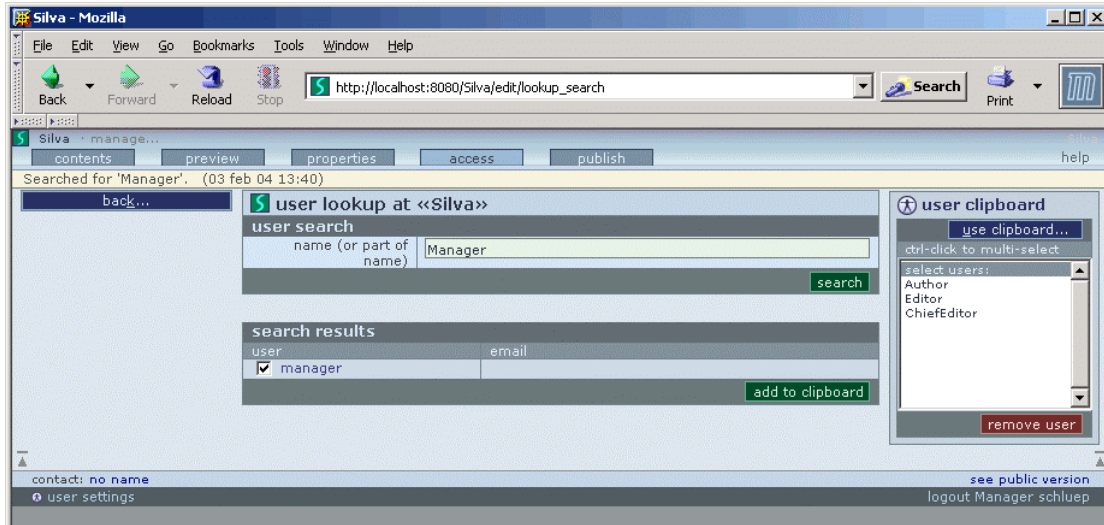 Silva - Mozilla
File Edit View Go Bookmarks Tools Window Help
Back Forward Reload Stop http://localhost:8080/Silva/edit/lookup_search Search Print
Silva · manage... Silva
contents preview properties access publish help
Searched for 'Manager'. (03 feb 04 13:40)
back...
user lookup at «Silva»
user search
name (or part of
name) Manager
search
search results
user email
manager
add to clipboard
user clipboard
use clipboard...
ctrl-click to multi-select
select users:
Author
Editor
ChiefEditor
remove user
contact: no name see public version
user settings logout Manager schluep